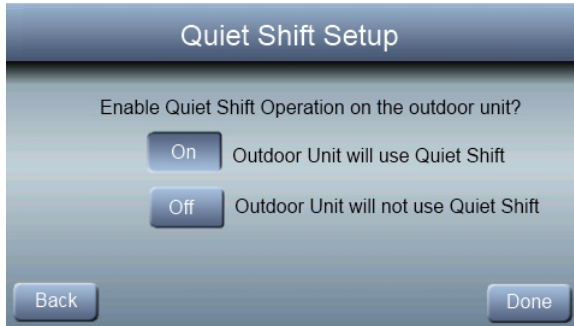 Quiet Shift Setup
Enable Quiet Shift Operation on the outdoor unit?
On Outdoor Unit will use Quiet Shift
Off Outdoor Unit will not use Quiet Shift
Back Done